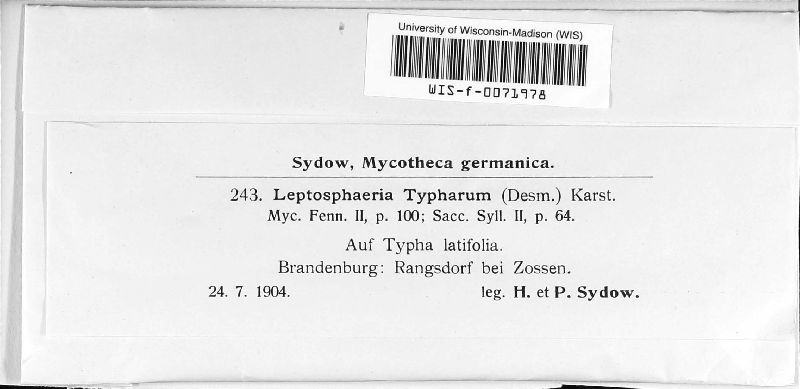 University of Wisconsin-Madison (WIS)
WIS-f-0071978
Sydow, Mycotheca germanica.
243. Leptosphaeria Typharum (Desm.) Karst.
Myc. Fenn. II, p. 100; Sacc. Syll. II, p. 64.
Auf Typha latifolia.
Brandenburg: Rangsdorf bei Zossen.
24. 7. 1904. leg. H. et P. Sydow.